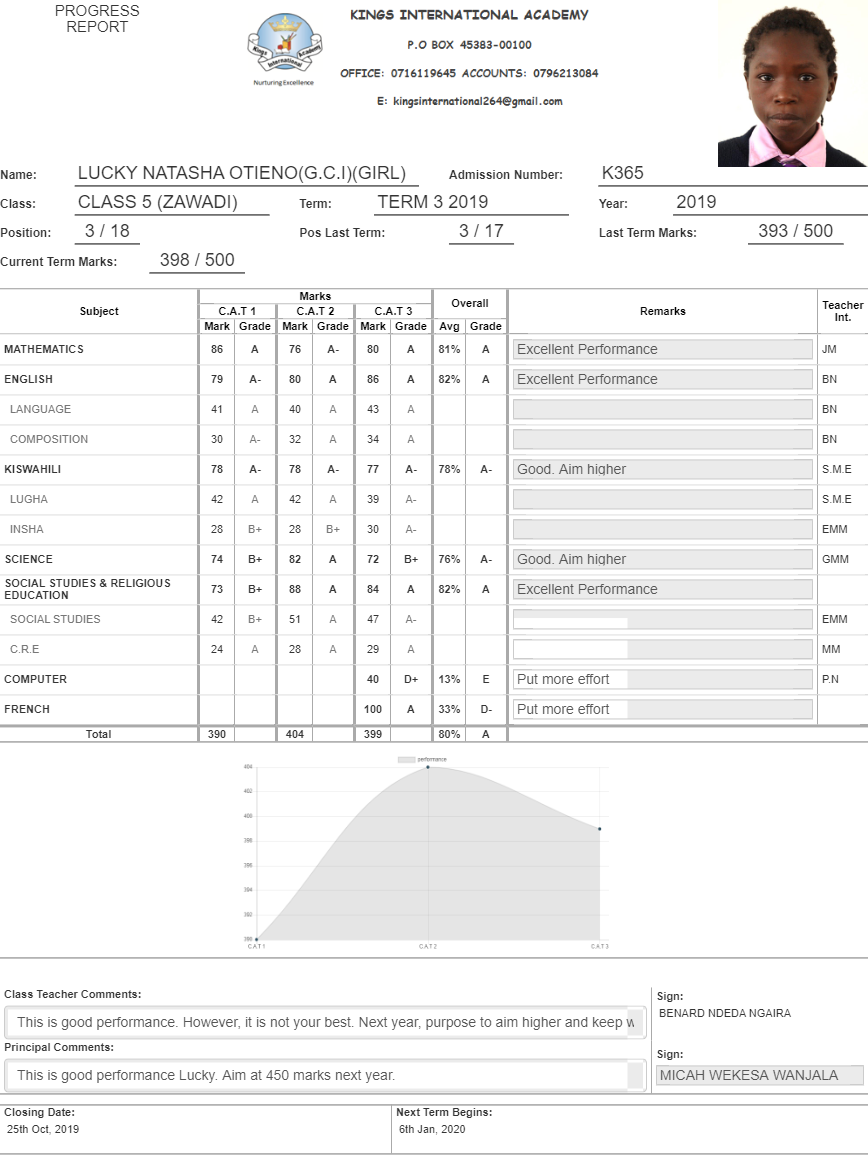 PROGRESS
REPORT
Kings International Academy
Nurturing Excellence
KINGS INTERNATIONAL ACADEMY
P.O BOX 45383-00100
OFFICE: 0716119645 ACCOUNTS: 0796213084
E: kingsinternational264@gmail.com
Name: LUCKY NATASHA OTIENO(G.C.I)(GIRL) Admission Number: K365
Class: CLASS 5 (ZAWADI) Term: TERM 3 2019 Year: 2019
Position: 3 / 18 Pos Last Term: 3 / 17 Last Term Marks: 393 / 500
Current Term Marks: 398 / 500
Subject Marks Overall Remarks Teacher Int.
C.A.T 1 C.A.T 2 C.A.T 3
Mark Grade Mark Grade Mark Grade Avg Grade
MATHEMATICS 86 A 76 A- 80 A 81% A Excellent Performance JM
ENGLISH 79 A- 80 A 86 A 82% A Excellent Performance BN
LANGUAGE 41 A 40 A 43 A BN
COMPOSITION 30 A- 32 A 34 A BN
KISWAHILI 78 A- 78 A- 77 A- 78% A- Good. Aim higher S.M.E
LUGHA 42 A 42 A 39 A- S.M.E
INSHA 28 B+ 28 B+ 30 A- EMM
SCIENCE 74 B+ 82 A 72 B+ 76% A- Good. Aim higher GMM
SOCIAL STUDIES & RELIGIOUS
EDUCATION 73 B+ 88 A 84 A 82% A Excellent Performance
SOCIAL STUDIES 42 B+ 51 A 47 A- EMM
C.R.E 24 A 28 A 29 A MM
COMPUTER 40 D+ 13% E Put more effort P.N
FRENCH 100 A 33% D- Put more effort
Total 390 404 399 80% A
performance
404
402
400
398
396
394
392
390
CAT1 CAT2 CAT3
Class Teacher Comments:
This is good performance. However, it is not your best. Next year, purpose to aim higher and keep w
Sign:
BENARD NDEDA NGAIRA
Principal Comments:
This is good performance Lucky. Aim at 450 marks next year.
Sign:
MICAH WEKESA WANJALA
Closing Date:
25th Oct, 2019
Next Term Begins:
6th Jan, 2020